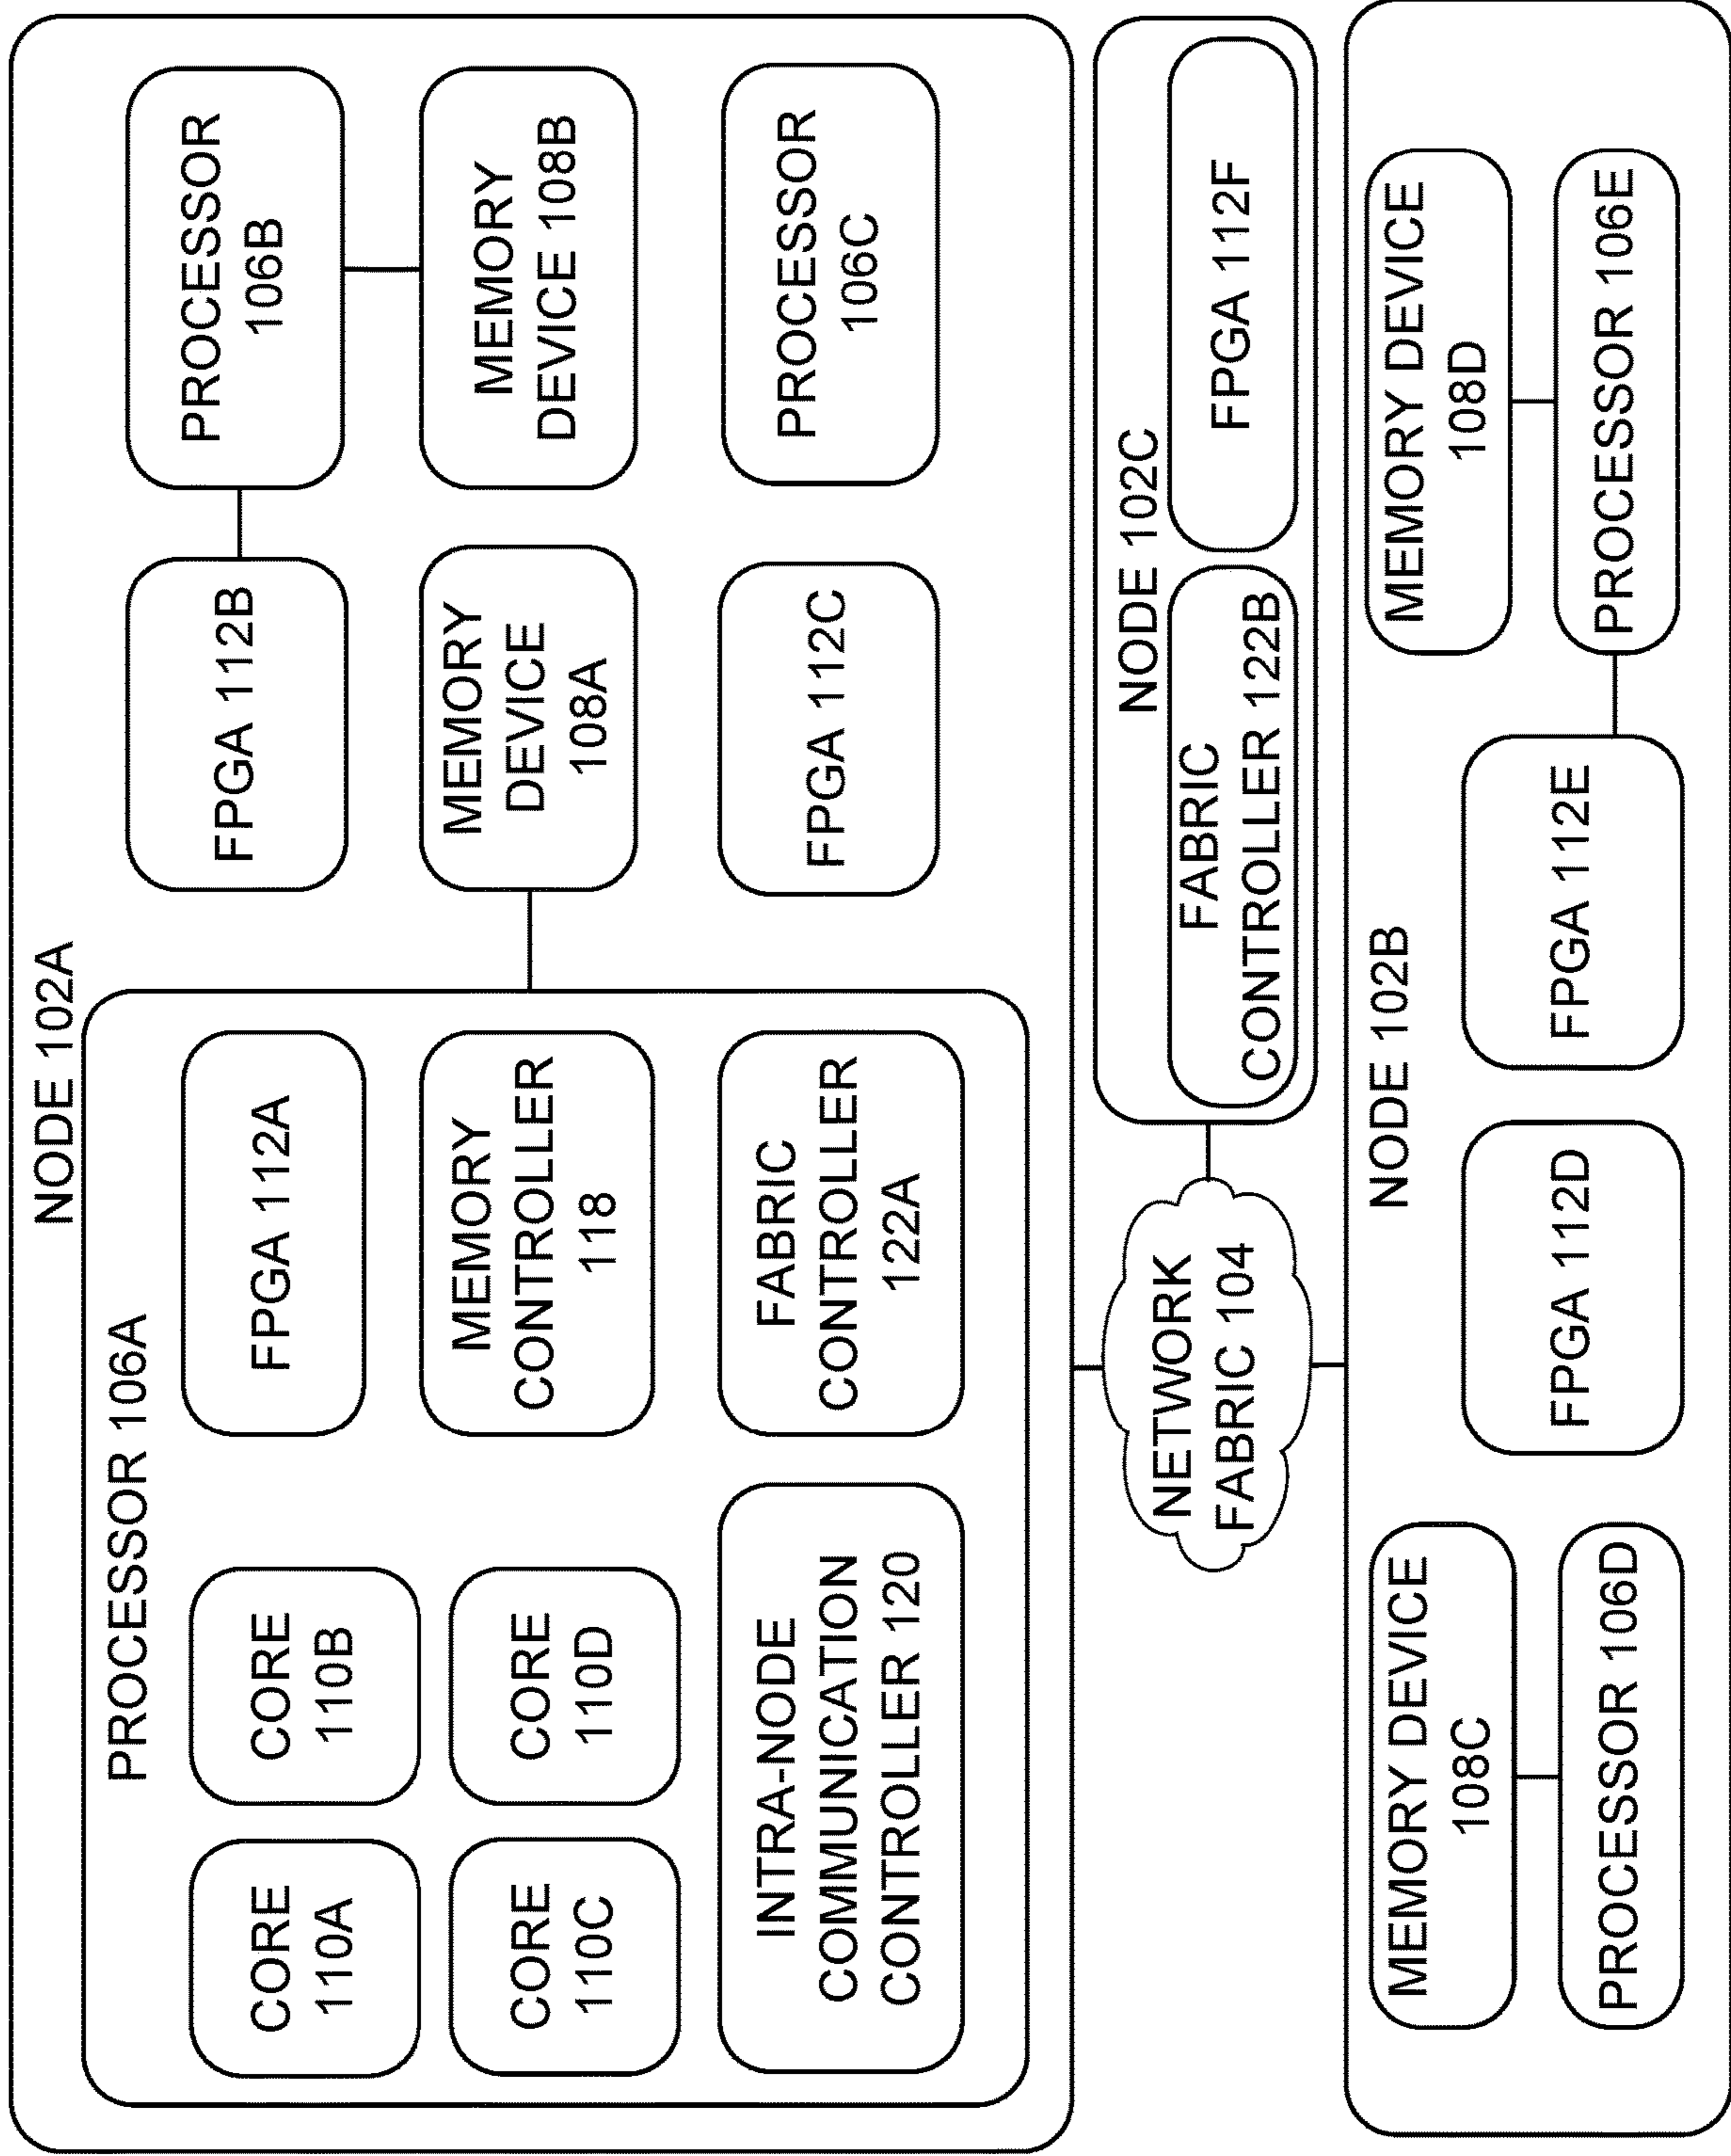 NODE 102A
PROCESSOR 106A
CORE
110A
CORE
110B
FPGA 112A
CORE
110C
CORE
110D
MEMORY
CONTROLLER
118
INTRA-NODE
COMMUNICATION
CONTROLLER 120
FABRIC
CONTROLLER
122A
FPGA 112B
PROCESSOR
106B
MEMORY
DEVICE
108A
MEMORY
DEVICE 108B
FPGA 112C
PROCESSOR
106C
NETWORK
FABRIC 104
NODE 102C
FABRIC
CONTROLLER 122B
FPGA 112F
NODE 102B
MEMORY DEVICE
108C
PROCESSOR 106D
FPGA 112D
FPGA 112E
MEMORY DEVICE
108D
PROCESSOR 106E